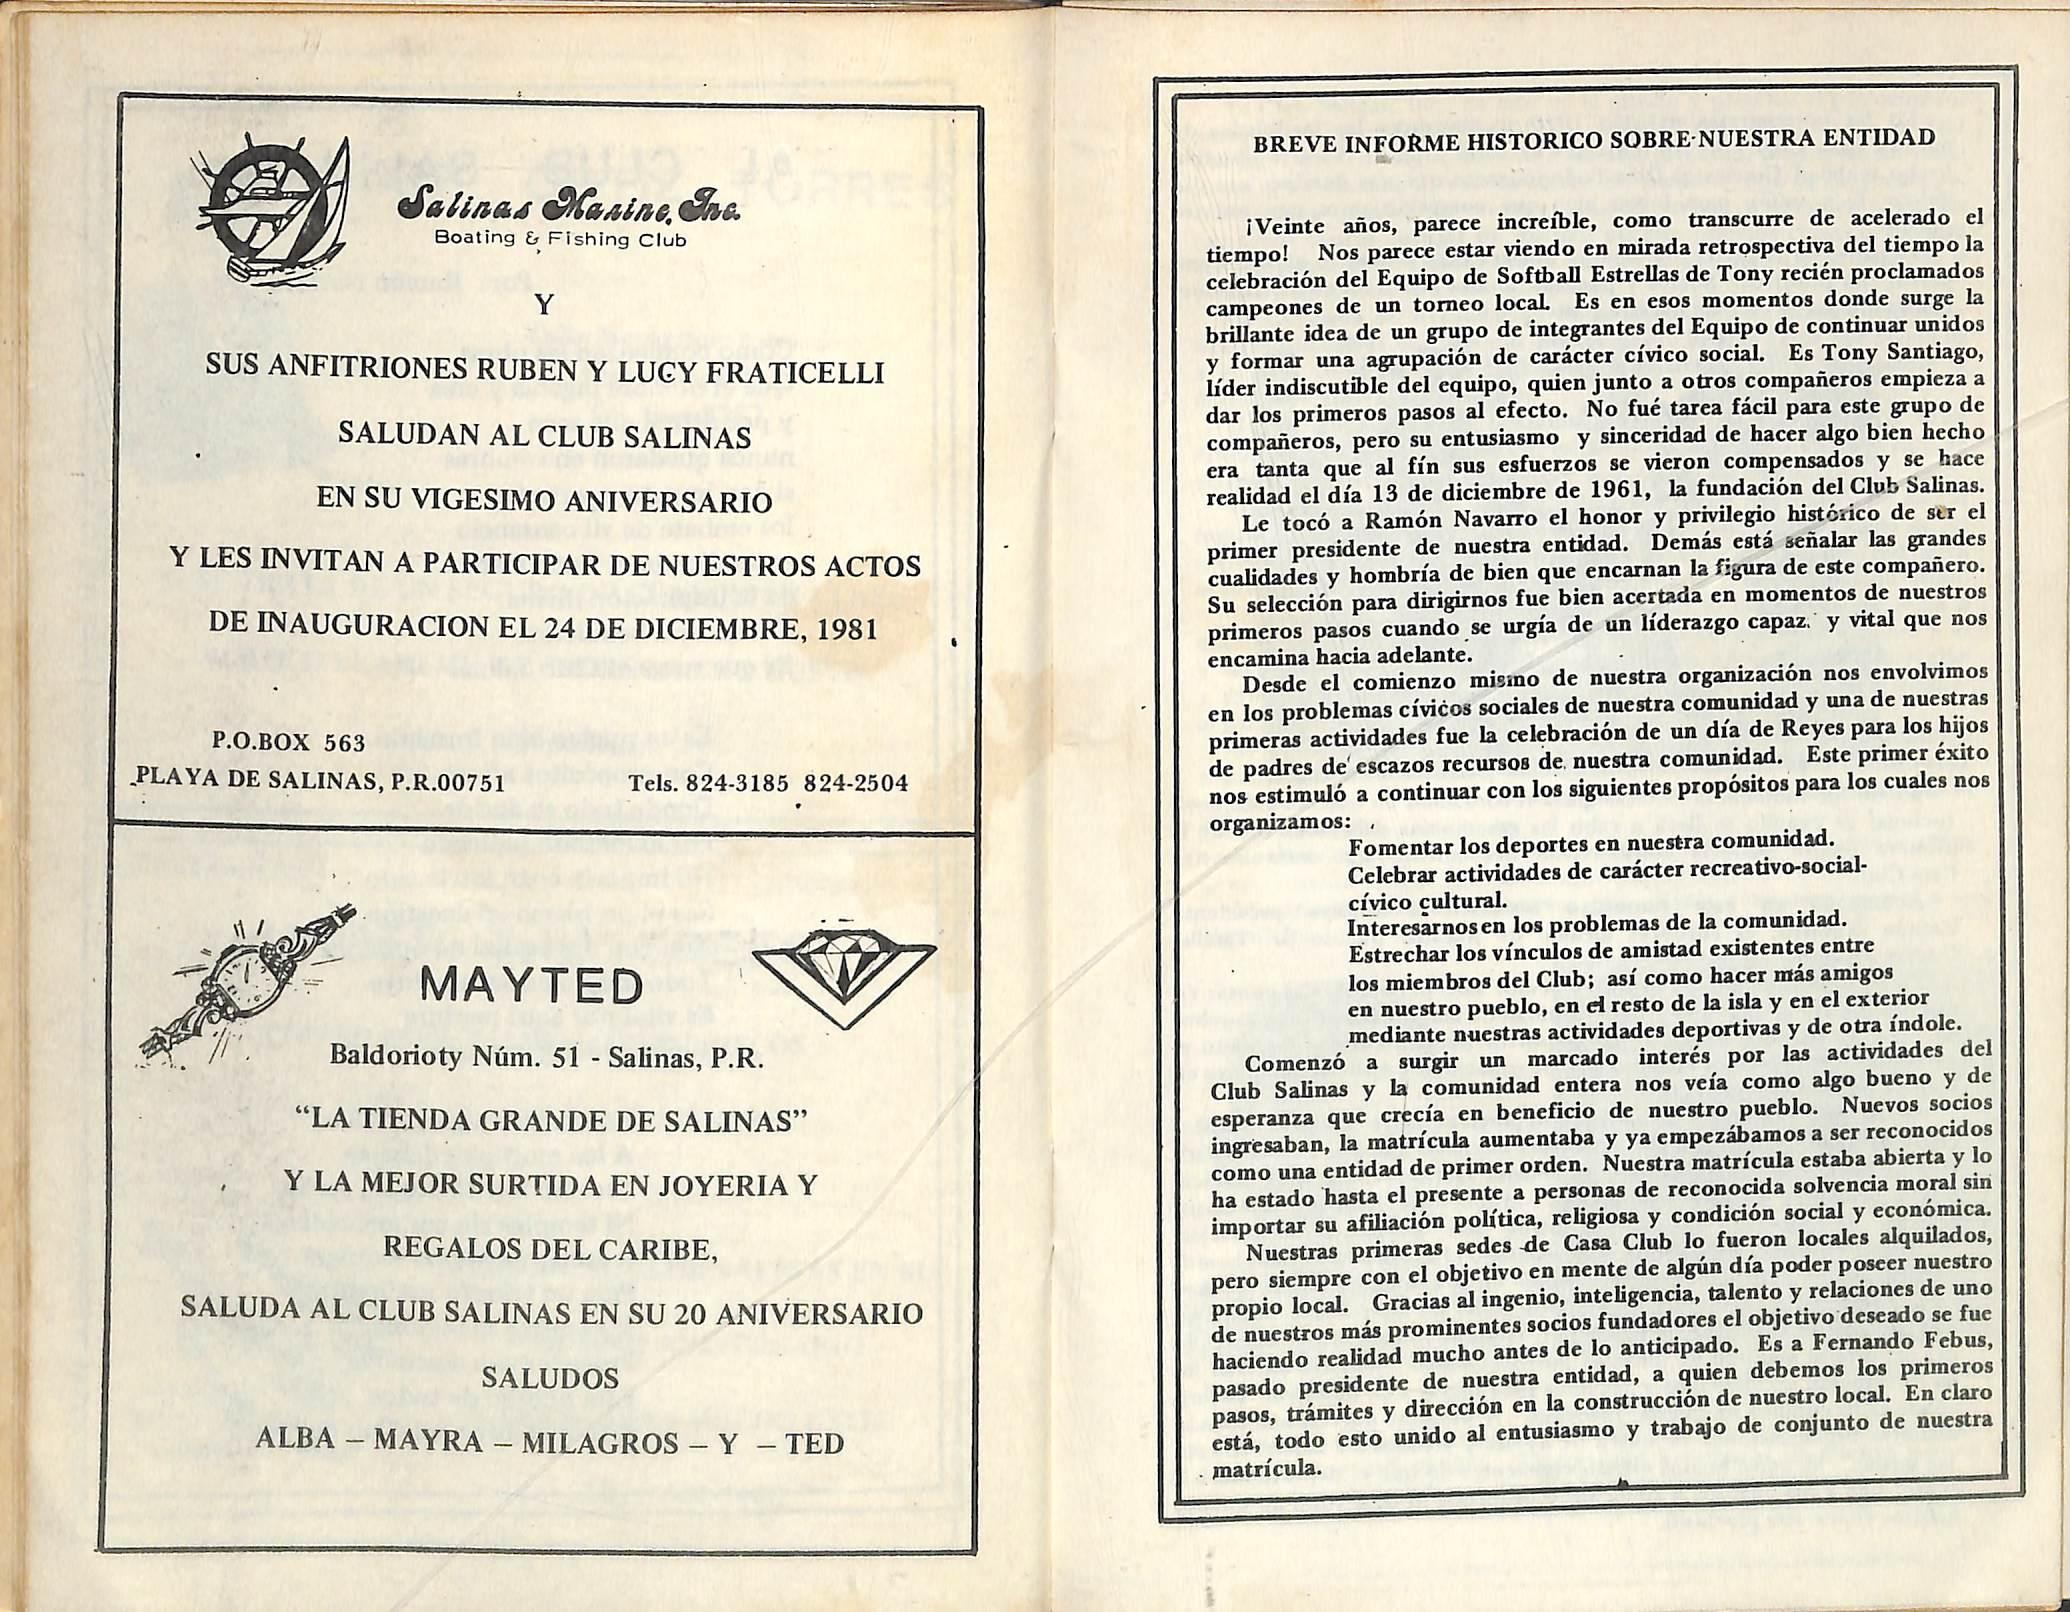 Salinas Marine, Inc.
Boating & Fishing Club
Y
SUS ANFITRIONES RUBEN Y LUCY FRATICELLI
SALUDAN AL CLUB SALINAS
EN SU VIGESIMO ANIVERSARIO
Y LES INVITAN A PARTICIPAR DE NUESTROS ACTOS
DE INAUGURACION EL 24 DE DICIEMBRE, 1981
P.O.BOX 563
PLAYA DE SALINAS, P.R.00751 Tels. 824-3185 824-2504
MAYTED
Baldorioty Núm. 51 - Salinas, P.R.
“LA TIENDA GRANDE DE SALINAS”
Y LA MEJOR SURTIDA EN JOYERIA Y
REGALOS DEL CARIBE,
SALUDA AL CLUB SALINAS EN SU 20 ANIVERSARIO
SALUDOS
ALBA – MAYRA – MILAGROS – Y – TED
BREVE INFORME HISTORICO SOBRE NUESTRA ENTIDAD
¡Veinte años, parece increíble, como transcurre de acelerado el
tiempo! Nos parece estar viendo en mirada retrospectiva del tiempo la
celebración del Equipo de Softball Estrellas de Tony recién proclamados
campeones de un torneo local. Es en esos momentos donde surge la
brillante idea de un grupo de integrantes del Equipo de continuar unidos
y formar una agrupación de carácter cívico social. Es Tony Santiago,
líder indiscutible del equipo, quien junto a otros compañeros empieza a
dar los primeros pasos al efecto. No fué tarea fácil para este grupo de
compañeros, pero su entusiasmo y sinceridad de hacer algo bien hecho
era tanta que al fín sus esfuerzos se vieron compensados y se hace
realidad el día 13 de diciembre de 1961, la fundación del Club Salinas.
Le tocó a Ramón Navarro el honor y privilegio histórico de ser el
primer presidente de nuestra entidad. Demás está señalar las grandes
cualidades y hombría de bien que encarnan la figura de este compañero.
Su selección para dirigirnos fue bien acertada en momentos de nuestros
primeros pasos cuando se urgía de un líderazgo capaz y vital que nos
encamina hacia adelante.
Desde el comienzo mismo de nuestra organización nos envolvimos
en los problemas cívicos sociales de nuestra comunidad y una de nuestras
primeras actividades fue la celebración de un día de Reyes para los hijos
de padres de escazos recursos de nuestra comunidad. Este primer éxito
nos estimuló a continuar con los siguientes propósitos para los cuales nos
organizamos:
Fomentar los deportes en nuestra comunidad.
Celebrar actividades de carácter recreativo-social-
cívico cultural.
Interesarnos en los problemas de la comunidad.
Estrechar los vínculos de amistad existentes entre
los miembros del Club; así como hacer más amigos
en nuestro pueblo, en el resto de la isla y en el exterior
mediante nuestras actividades deportivas y de otra índole.
Comenzó a surgir un marcado interés por las actividades del
Club Salinas y la comunidad entera nos veía como algo bueno y de
esperanza que crecía en beneficio de nuestro pueblo. Nuevos socios
ingresaban, la matrícula aumentaba y ya empezábamos a ser reconocidos
como una entidad de primer orden. Nuestra matrícula estaba abierta y lo
ha estado hasta el presente a personas de reconocida solvencia moral sin
importar su afiliación política, religiosa y condición social y económica.
Nuestras primeras sedes de Casa Club lo fueron locales alquilados,
pero siempre con el objetivo en mente de algún día poder poseer nuestro
propio local. Gracias al ingenio, inteligencia, talento y relaciones de uno
de nuestros más prominentes socios fundadores el objetivo deseado se fue
haciendo realidad mucho antes de lo anticipado. Es a Fernando Febus,
pasado presidente de nuestra entidad, a quien debemos los primeros
pasos, trámites y dirección en la construcción de nuestro local. En claro
está, todo esto unido al entusiasmo y trabajo de conjunto de nuestra
matrícula.